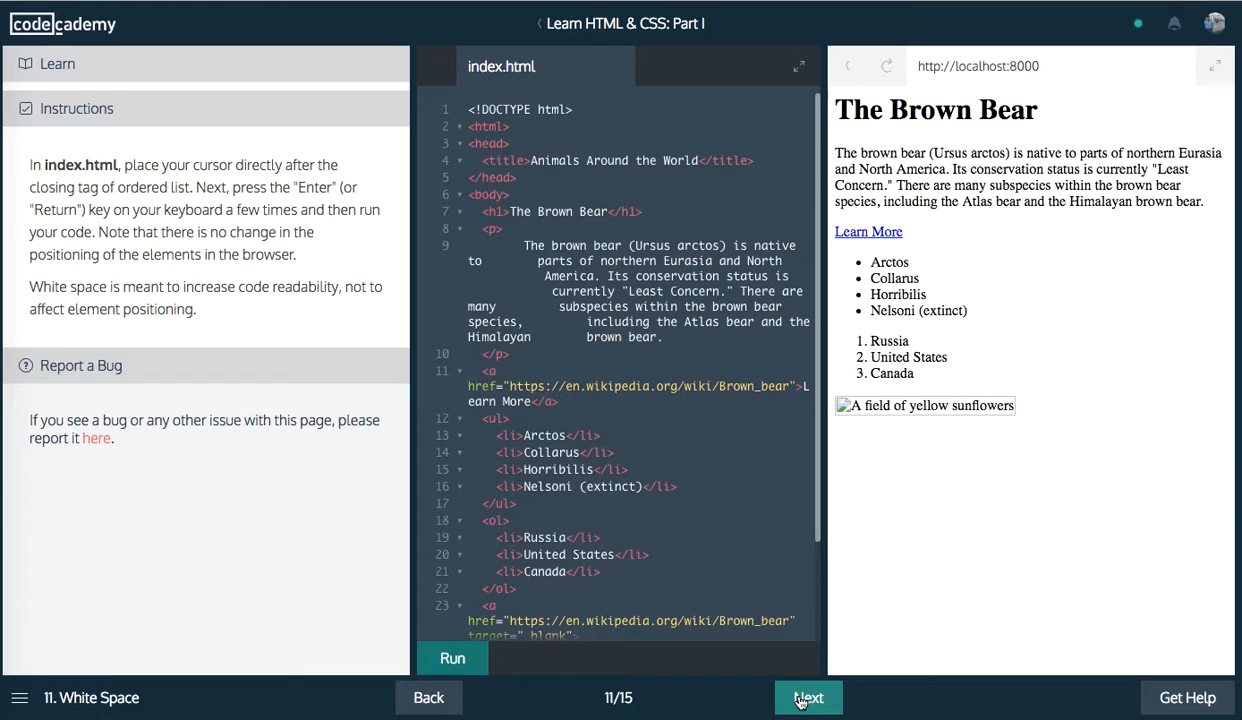 codecademy
Learn HTML & CSS: Part I
Learn
Instructions
In index.html, place your cursor directly after the
closing tag of ordered list. Next, press the "Enter" (or
"Return") key on your keyboard a few times and then run
your code. Note that there is no change in the
positioning of the elements in the browser.
White space is meant to increase code readability, not to
affect element positioning.
Report a Bug
If you see a bug or any other issue with this page, please
report it here.
index.html
1 <!DOCTYPE html>
2 <html>
3 <head>
4 <title>Animals Around the World</title>
5 </head>
6 <body>
7 <h1>The Brown Bear</h1>
8 <p>
9 The brown bear (Ursus arctos) is native
to parts of northern Eurasia and North
America. Its conservation status is
currently "Least Concern." There are
many subspecies within the brown bear
species, including the Atlas bear and the
Himalayan brown bear.
10 </p>
11 <a
href="https://en.wikipedia.org/wiki/Brown_bear">L
earn More</a>
12 <ul>
13 <li>Arctos</li>
14 <li>Collarus</li>
15 <li>Horribilis</li>
16 <li>Nelsoni (extinct)</li>
17 </ul>
18 <ol>
19 <li>Russia</li>
20 <li>United States</li>
21 <li>Canada</li>
22 </ol>
23 <a
href="https://en.wikipedia.org/wiki/Brown_bear"
target="_blank">
Run
http://localhost:8000
The Brown Bear
The brown bear (Ursus arctos) is native to parts of northern Eurasia
and North America. Its conservation status is currently "Least
Concern." There are many subspecies within the brown bear
species, including the Atlas bear and the Himalayan brown bear.
Learn More
• Arctos
• Collarus
• Horribilis
• Nelsoni (extinct)
1. Russia
2. United States
3. Canada
A field of yellow sunflowers
11. White Space
Back
11/15
Next
Get Help